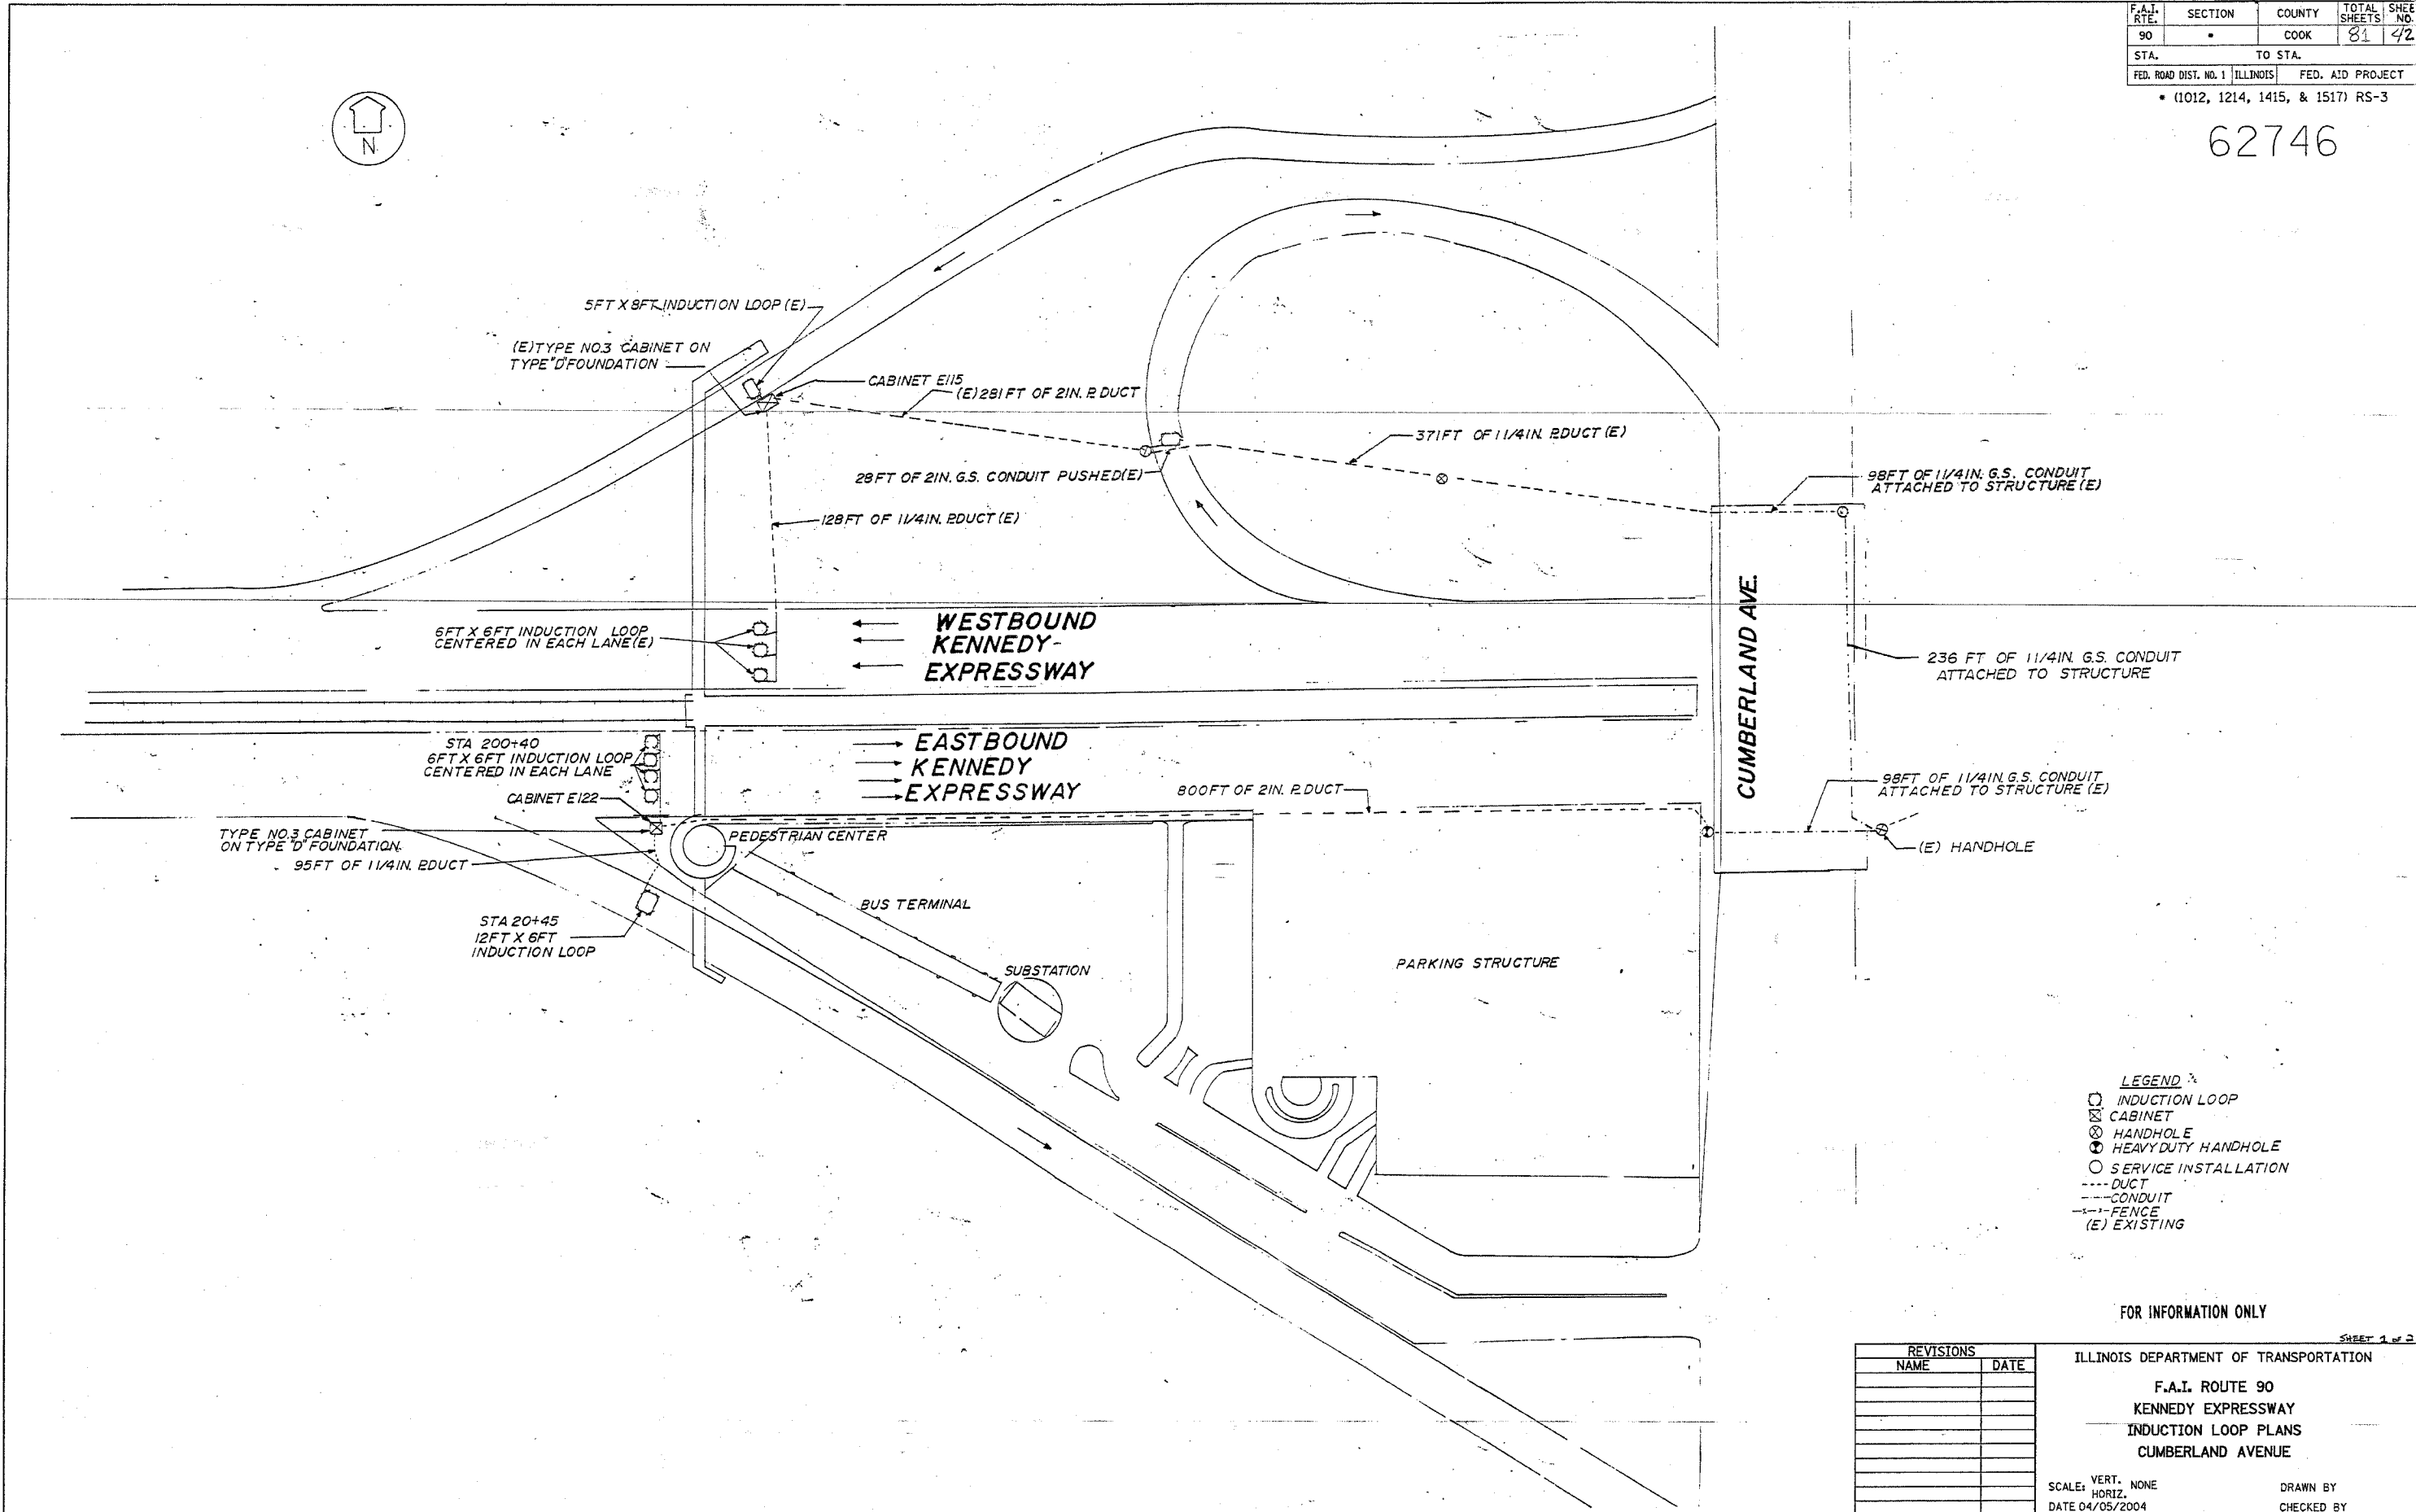 F.A.I. RTE. SECTION COUNTY TOTAL SHEETS SHEE NO.
90 • COOK 81 42
STA. TO STA.
FED. ROAD DIST. NO. 1 ILLINOIS FED. AID PROJECT
• (1012, 1214, 1415, & 1517) RS-3
62746
N
5FT X 8FT INDUCTION LOOP (E)
(E) TYPE NO.3 CABINET ON
TYPE "D" FOUNDATION
CABINET E115
(E) 281FT OF 2IN. P. DUCT
371FT OF 1 1/4IN. P.DUCT (E)
28FT OF 2IN. G.S. CONDUIT PUSHED(E)
98FT OF 1 1/4IN. G.S. CONDUIT
ATTACHED TO STRUCTURE (E)
128FT OF 1 1/4IN. P.DUCT (E)
CUMBERLAND AVE.
6FT X 6FT INDUCTION LOOP
CENTERED IN EACH LANE(E)
WESTBOUND
KENNEDY-
EXPRESSWAY
236 FT OF 1 1/4IN. G.S. CONDUIT
ATTACHED TO STRUCTURE
STA 200+40
6FT X 6FT INDUCTION LOOP
CENTERED IN EACH LANE
EASTBOUND
KENNEDY
EXPRESSWAY
CABINET E122
800FT OF 2IN. P. DUCT
98FT OF 1 1/4IN. G.S. CONDUIT
ATTACHED TO STRUCTURE (E)
TYPE NO.3 CABINET
ON TYPE "D" FOUNDATION.
PEDESTRIAN CENTER
(E) HANDHOLE
95FT OF 1 1/4IN. P.DUCT
BUS TERMINAL
STA 20+45
12FT X 6FT
INDUCTION LOOP
SUBSTATION
PARKING STRUCTURE
LEGEND
INDUCTION LOOP
CABINET
HANDHOLE
HEAVY DUTY HANDHOLE
SERVICE INSTALLATION
DUCT
CONDUIT
FENCE
(E) EXISTING
FOR INFORMATION ONLY
SHEET 1 OF 2
REVISIONS
NAME DATE
ILLINOIS DEPARTMENT OF TRANSPORTATION
F.A.I. ROUTE 90
KENNEDY EXPRESSWAY
INDUCTION LOOP PLANS
CUMBERLAND AVENUE
SCALE: VERT. HORIZ. NONE
DRAWN BY
DATE 04/05/2004
CHECKED BY